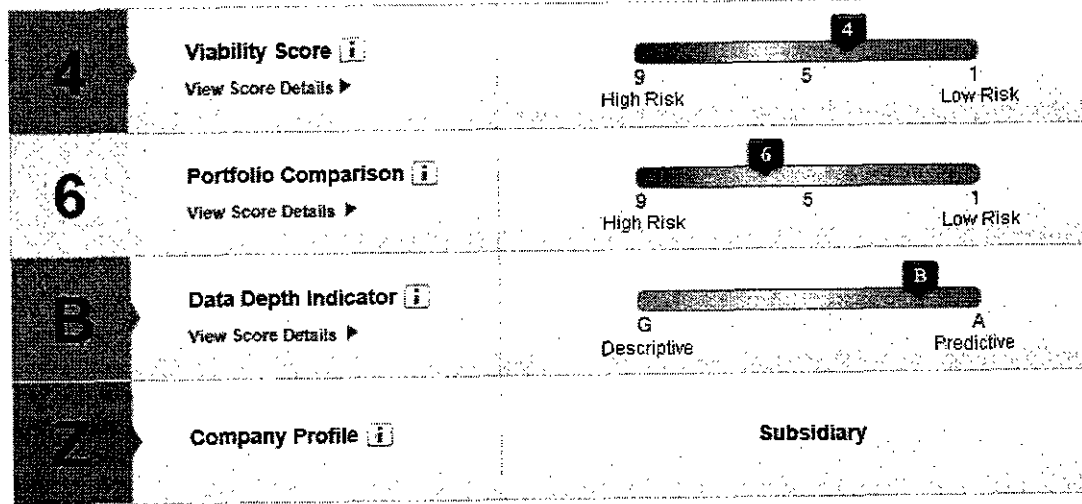 4
Viability Score i
View Score Details ▶
4
9 5 1
High Risk Low Risk
6
Portfolio Comparison i
View Score Details ▶
6
9 5 1
High Risk Low Risk
B
Data Depth Indicator i
View Score Details ▶
B
G A
Descriptive Predictive
Z
Company Profile i
Subsidiary